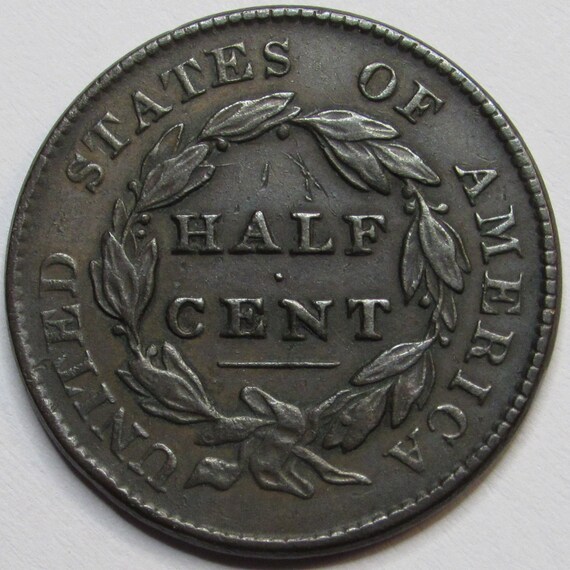 UNITED STATES OF AMERICA
HALF
CENT